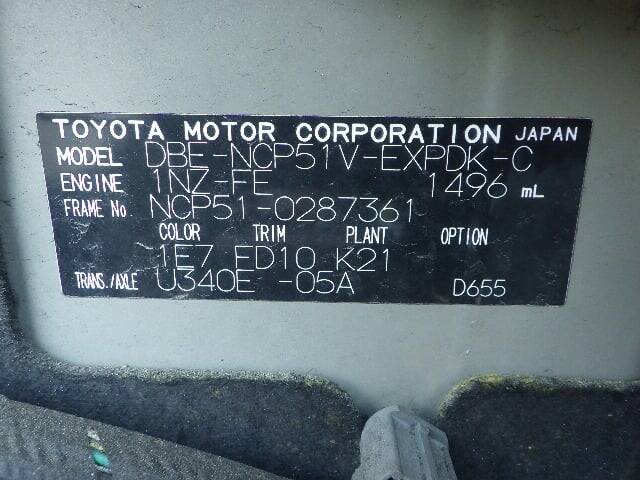 TOYOTA MOTOR CORPORATION JAPAN
MODEL DBE-NCP51V-EXPDK-C
ENGINE 1NZ-FE 1496 mL
FRAME No NCP51-0287361
COLOR TRIM PLANT OPTION
1E7 FD10 K21
TRANS./AXLE U340E -05A D655